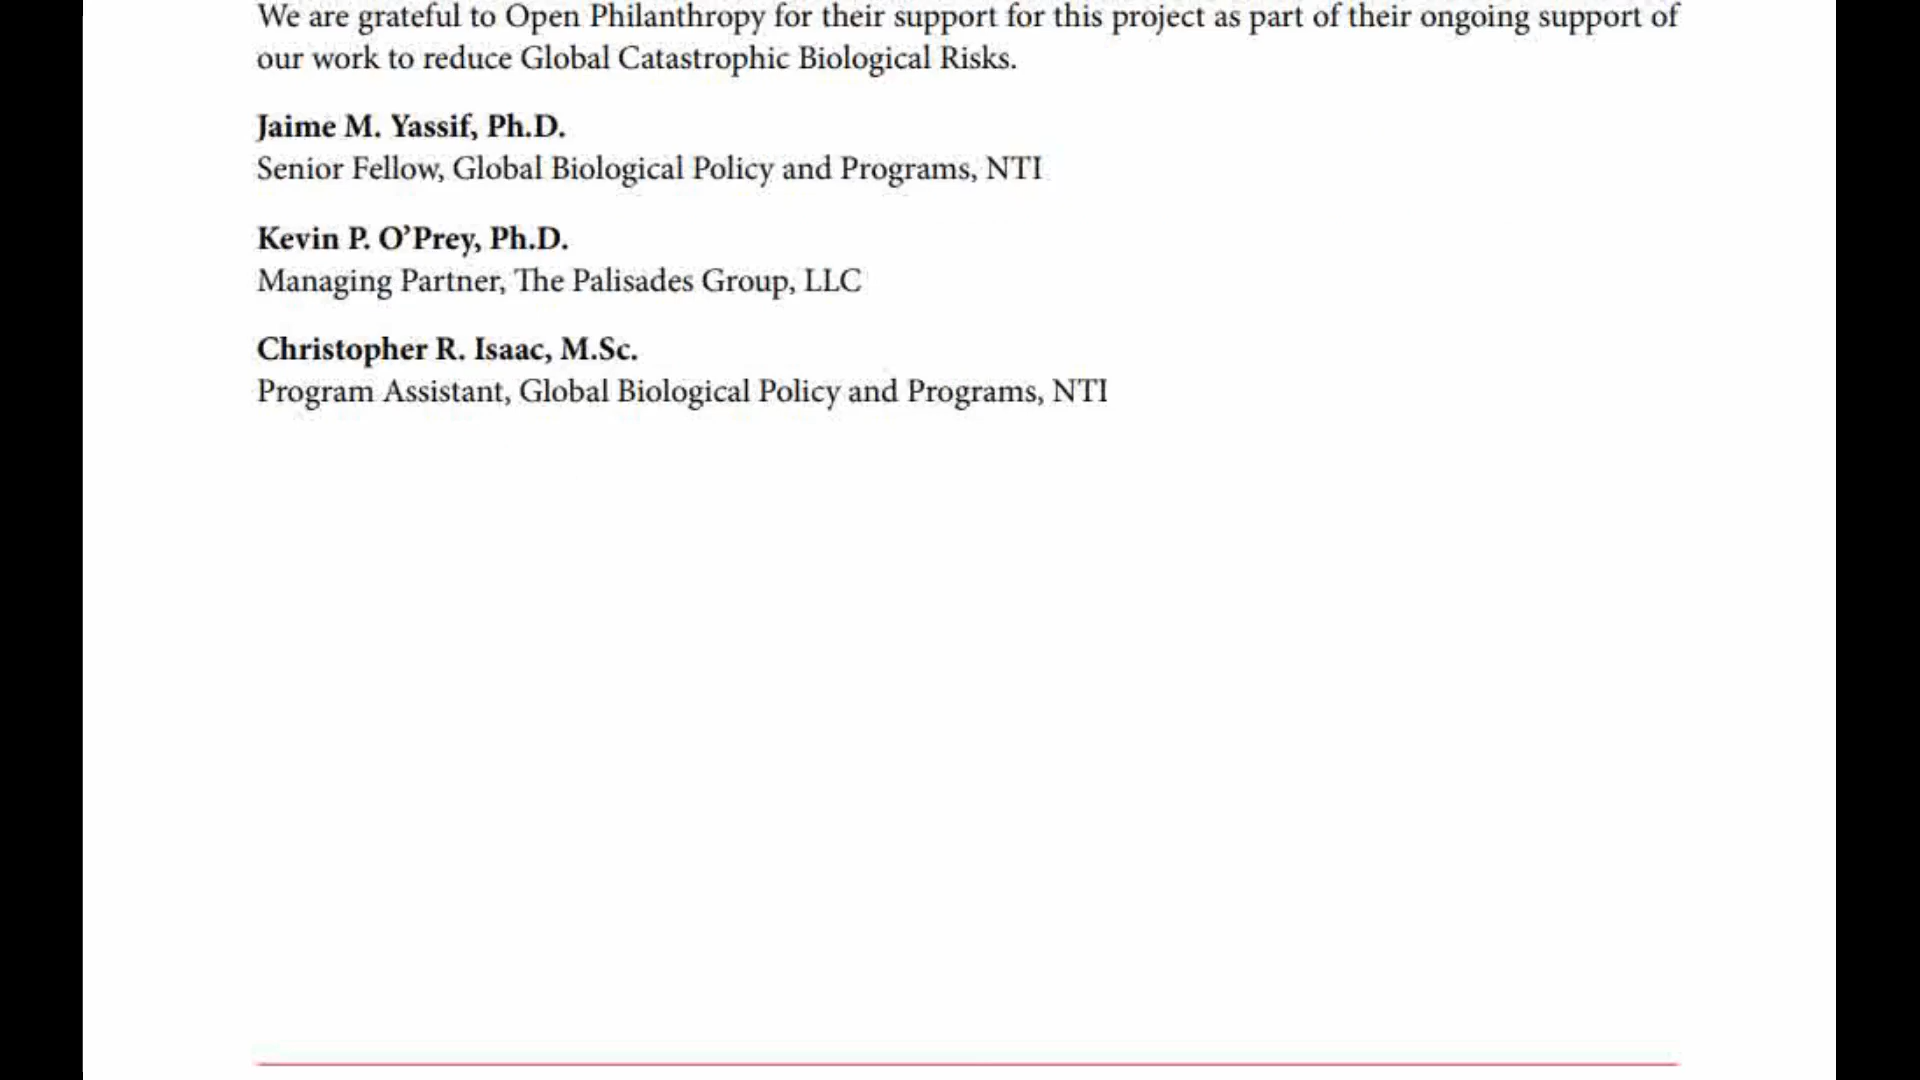 We are grateful to Open Philanthropy for their support for this project as part of their ongoing support of
our work to reduce Global Catastrophic Biological Risks.
Jaime M. Yassif, Ph.D.
Senior Fellow, Global Biological Policy and Programs, NTI
Kevin P. O’Prey, Ph.D.
Managing Partner, The Palisades Group, LLC
Christopher R. Isaac, M.Sc.
Program Assistant, Global Biological Policy and Programs, NTI